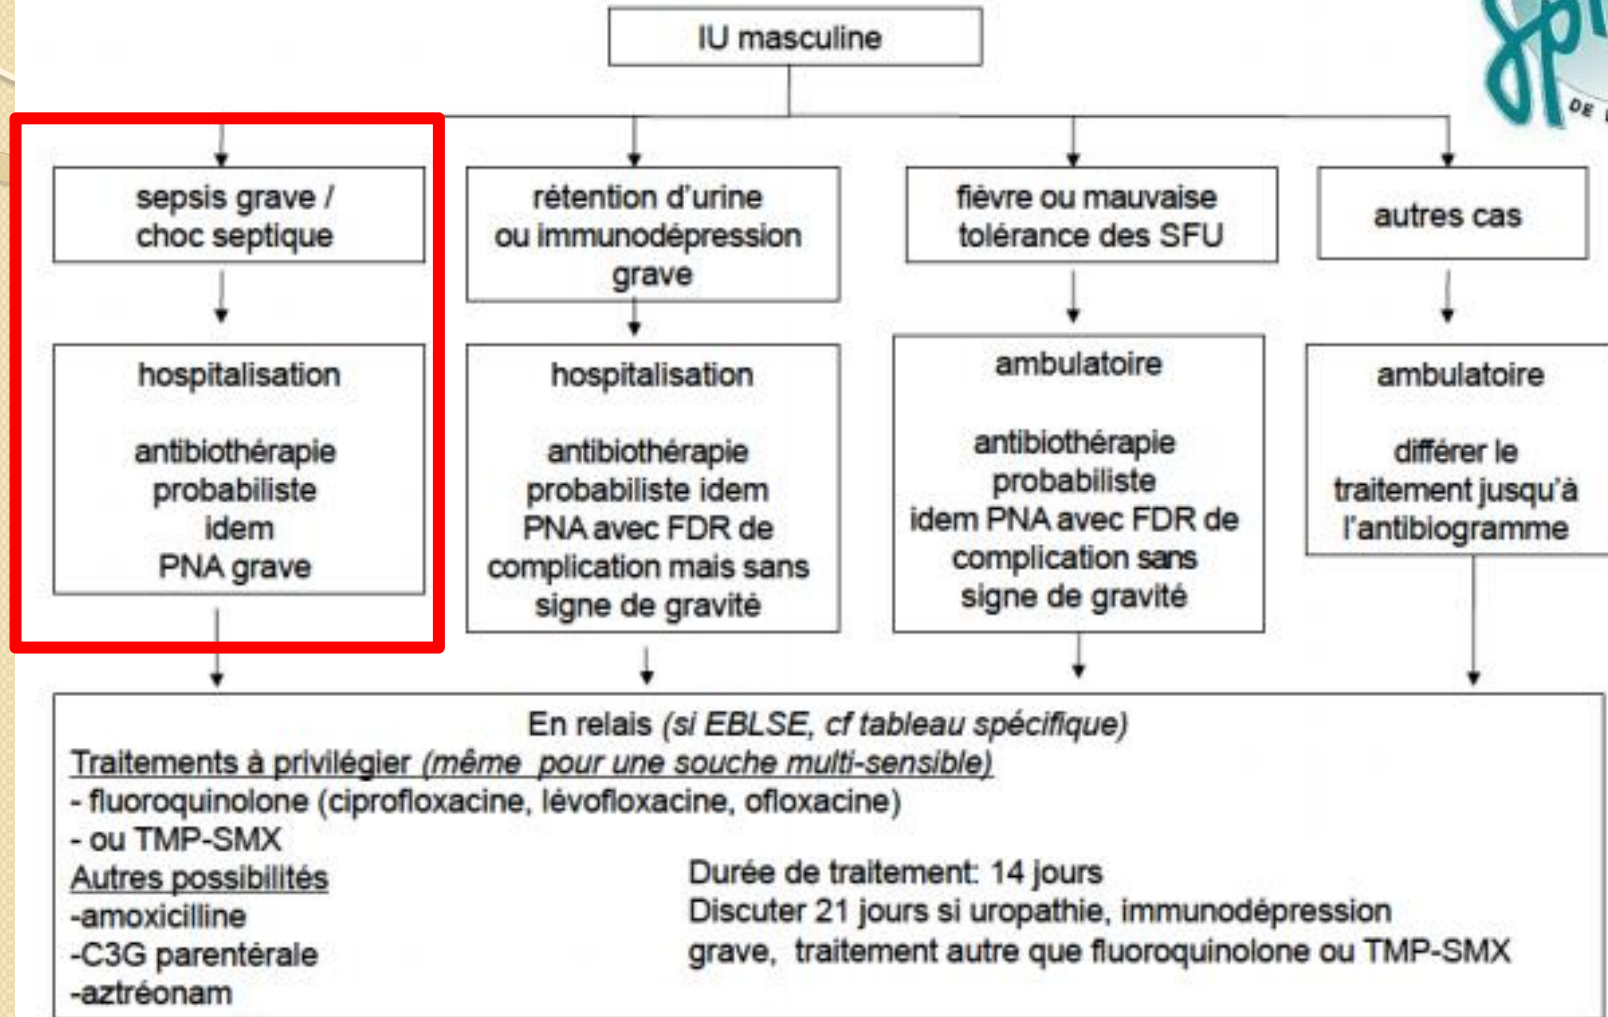 IU masculine
sepsis grave /
choc septique
rétention d'urine
ou immunodépression
grave
fièvre ou mauvaise
tolérance des SFU
autres cas
hospitalisation
antibiothérapie
probabiliste
idem
PNA grave
hospitalisation
antibiothérapie
probabiliste idem
PNA avec FDR de
complication mais sans
signe de gravité
ambulatoire
antibiothérapie
probabiliste
idem PNA avec FDR de
complication sans
signe de gravité
ambulatoire
différer le
traitement jusqu'à
l'antibiogramme
En relais (si EBLSE, cf tableau spécifique)
Traitements à privilégier (même pour une souche multi-sensible)
- fluoroquinolone (ciprofloxacine, lévofloxacine, ofloxacine)
- ou TMP-SMX
Autres possibilités
-amoxicilline
-C3G parentérale
-aztréonam
Durée de traitement: 14 jours
Discuter 21 jours si uropathie, immunodépression
grave, traitement autre que fluoroquinolone ou TMP-SMX
DE